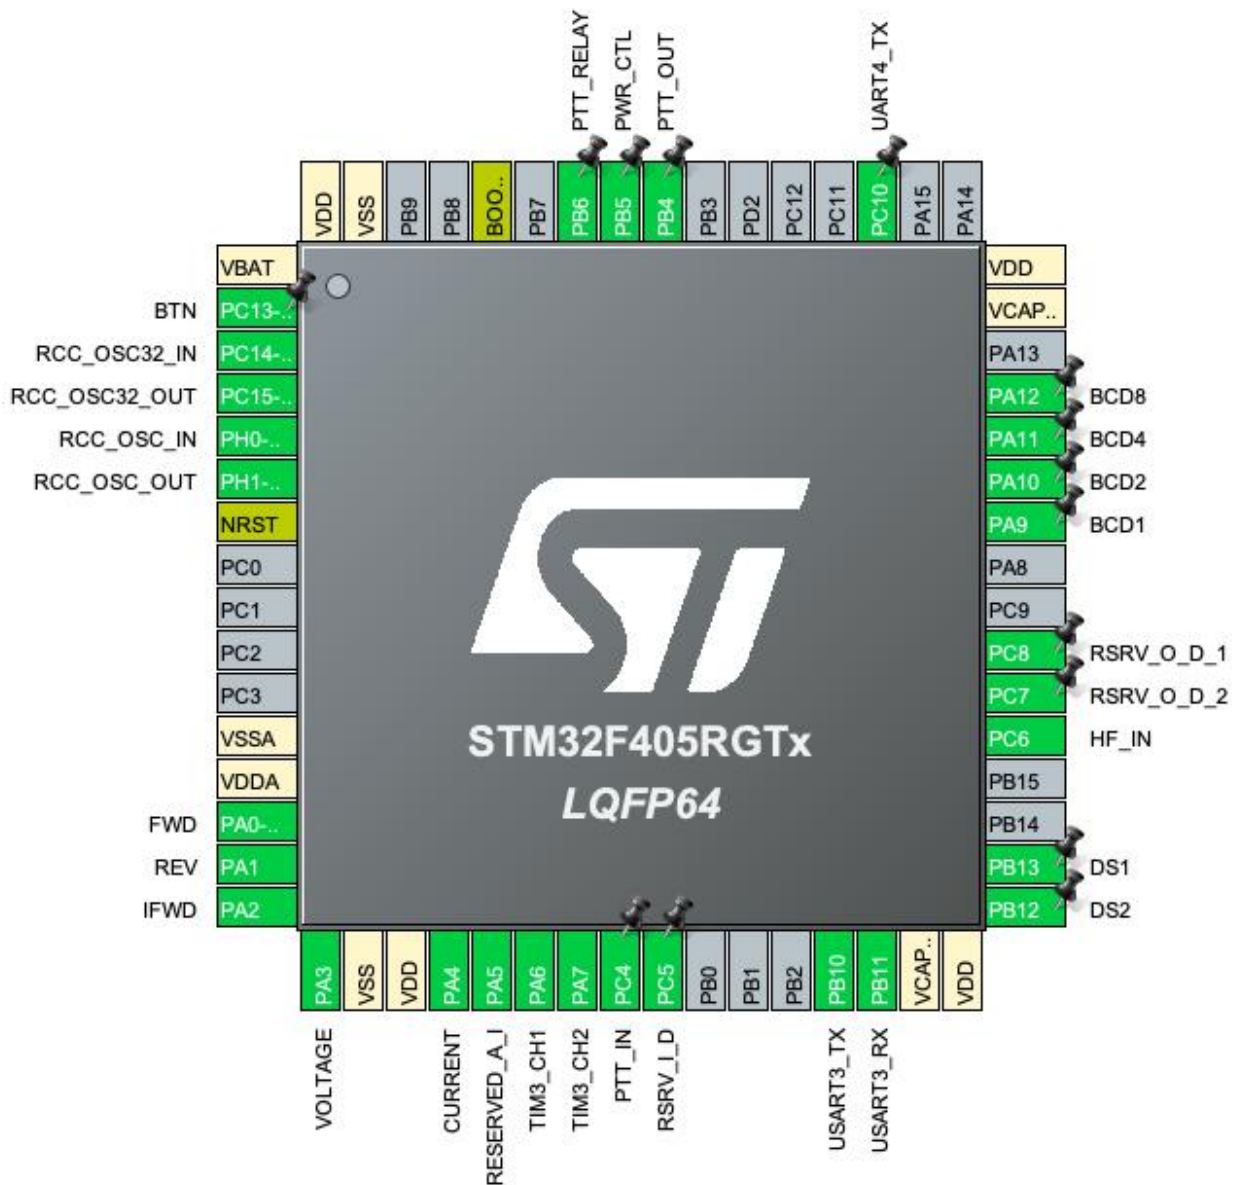 PTT_RELAY
PWR_CTL
PTT_OUT
UART4_TX
VDD
VSS
PB9
PB8
BOO..
PB7
PB6
PB5
PB4
PB3
PD2
PC12
PC11
PC10
PA15
PA14
VBAT
BTN PC13-..
RCC_OSC32_IN PC14-..
RCC_OSC32_OUT PC15-..
RCC_OSC_IN PH0-..
RCC_OSC_OUT PH1-..
NRST
PC0
PC1
PC2
PC3
VSSA
VDDA
FWD PA0-..
REV PA1
IFWD PA2
ST
STM32F405RGTx
LQFP64
VDD
VCAP..
PA13
PA12 BCD8
PA11 BCD4
PA10 BCD2
PA9 BCD1
PA8
PC9
PC8 RSRV_O_D_1
PC7 RSRV_O_D_2
PC6 HF_IN
PB15
PB14
PB13 DS1
PB12 DS2
PA3
VSS
VDD
PA4
PA5
PA6
PA7
PC4
PC5
PB0
PB1
PB2
PB10
PB11
VCAP..
VDD
VOLTAGE
CURRENT
RESERVED_A_I
TIM3_CH1
TIM3_CH2
PTT_IN
RSRV_I_D
USART3_TX
USART3_RX